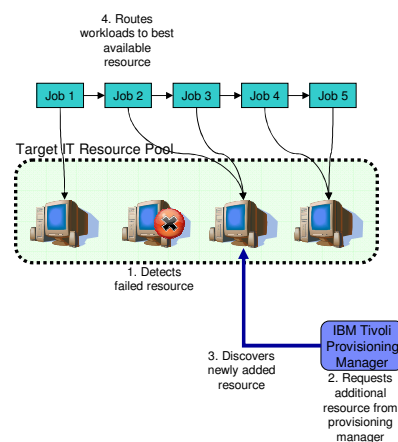 4. Routes
workloads to best
available
resource
Job 1
Job 2
Job 3
Job 4
Job 5
Target IT Resource Pool
1. Detects
failed resource
IBM Tivoli
Provisioning
Manager
3. Discovers
newly added
resource
2. Requests
additional
resource from
provisioning
manager